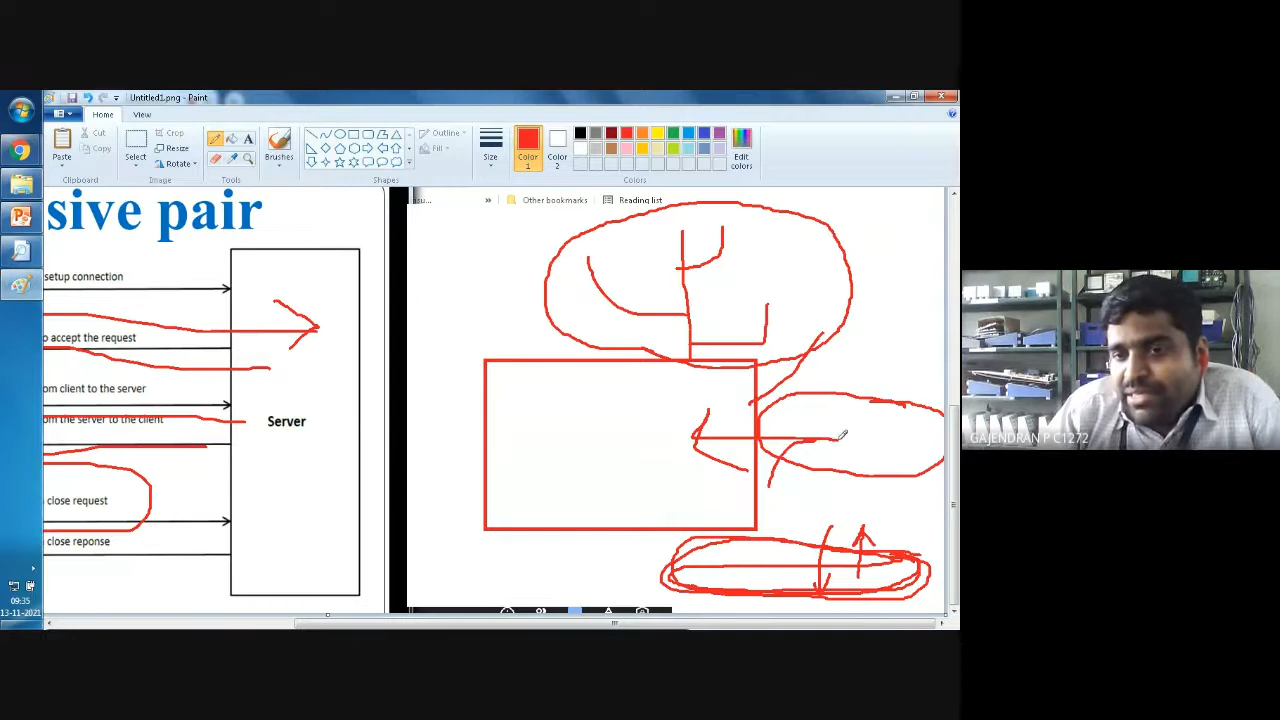 Untitled1.png - Paint
Home View
Paste
Cut
Copy
Clipboard
Select
Crop
Resize
Rotate
Image
Tools
Brushes
Shapes
Outline
Fill
Size
Color 1
Color 2
Edit colors
Colors
sive pair
setup connection
o accept the request
om client to the server
om the server to the client
close request
close reponse
Server
su... » Other bookmarks Reading list
GAJENDRAN P C1272
09:35
13-11-2021